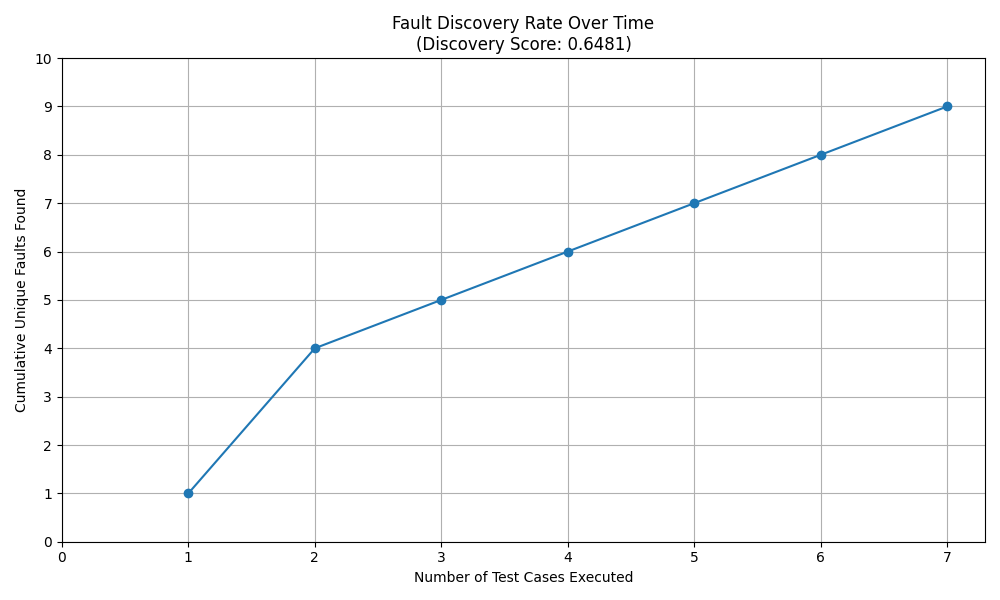 Fault Discovery Rate Over Time
(Discovery Score: 0.6481)
Cumulative Unique Faults Found
10
9
8
7
6
5
4
3
2
1
0
0 1 2 3 4 5 6 7
Number of Test Cases Executed